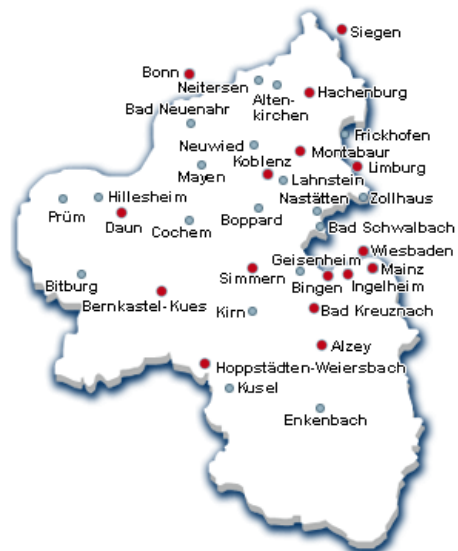 Siegen
Bonn
Neitersen
Alten-
kirchen
Hachenburg
Bad Neuenahr
Frickhofen
Neuwied
Montabaur
Koblenz
Limburg
Mayen
Lahnstein
Hillesheim
Nastätten
Zollhaus
Prüm
Daun
Boppard
Cochem
Bad Schwalbach
Wiesbaden
Geisenheim
Mainz
Bitburg
Simmern
Bingen
Ingelheim
Bernkastel-Kues
Kirn
Bad Kreuznach
Alzey
Hoppstädten-Weiersbach
Kusel
Enkenbach